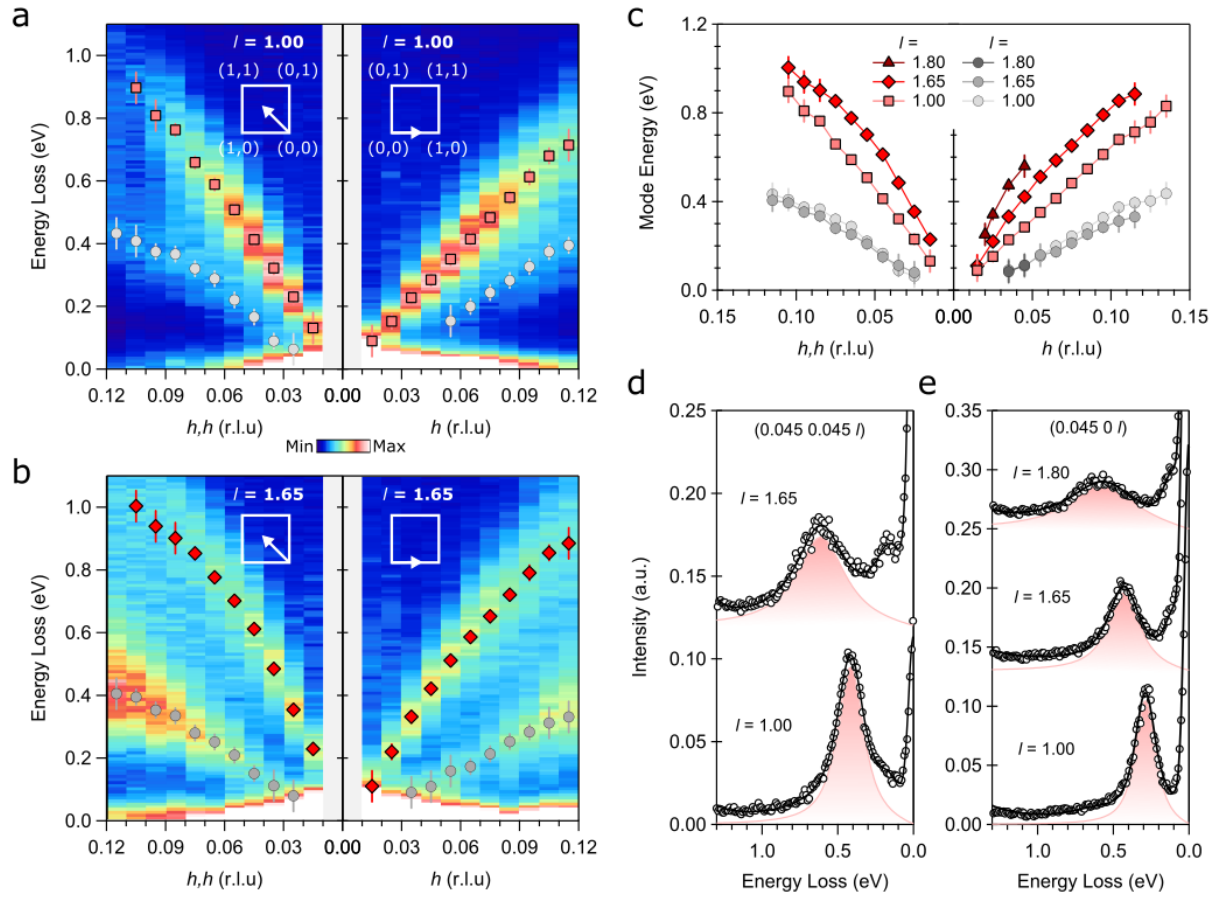 a
l = 1.00
(1,1) (0,1)
(1,0) (0,0)
l = 1.00
(0,1) (1,1)
(0,0) (1,0)
Energy Loss (eV)
1.0
0.8
0.6
0.4
0.2
0.0
0.12 0.09 0.06 0.03 0.00 0.03 0.06 0.09 0.12
h,h (r.l.u) h (r.l.u)
Min Max
b
l = 1.65
l = 1.65
Energy Loss (eV)
1.0
0.8
0.6
0.4
0.2
0.0
0.12 0.09 0.06 0.03 0.00 0.03 0.06 0.09 0.12
h,h (r.l.u) h (r.l.u)
c
Mode Energy (eV)
1.2
0.9
0.6
0.3
0.0
l = l =
1.80 1.80
1.65 1.65
1.00 1.00
0.15 0.10 0.05 0.00 0.05 0.10 0.15
h,h (r.l.u) h (r.l.u)
d
(0.045 0.045 l)
l = 1.65
l = 1.00
Intensity (a.u.)
0.25
0.20
0.15
0.10
0.05
0.00
1.0 0.5 0.0
Energy Loss (eV)
e
(0.045 0 l)
l = 1.80
l = 1.65
l = 1.00
0.35
0.30
0.25
0.20
0.15
0.10
0.05
0.00
1.0 0.5 0.0
Energy Loss (eV)